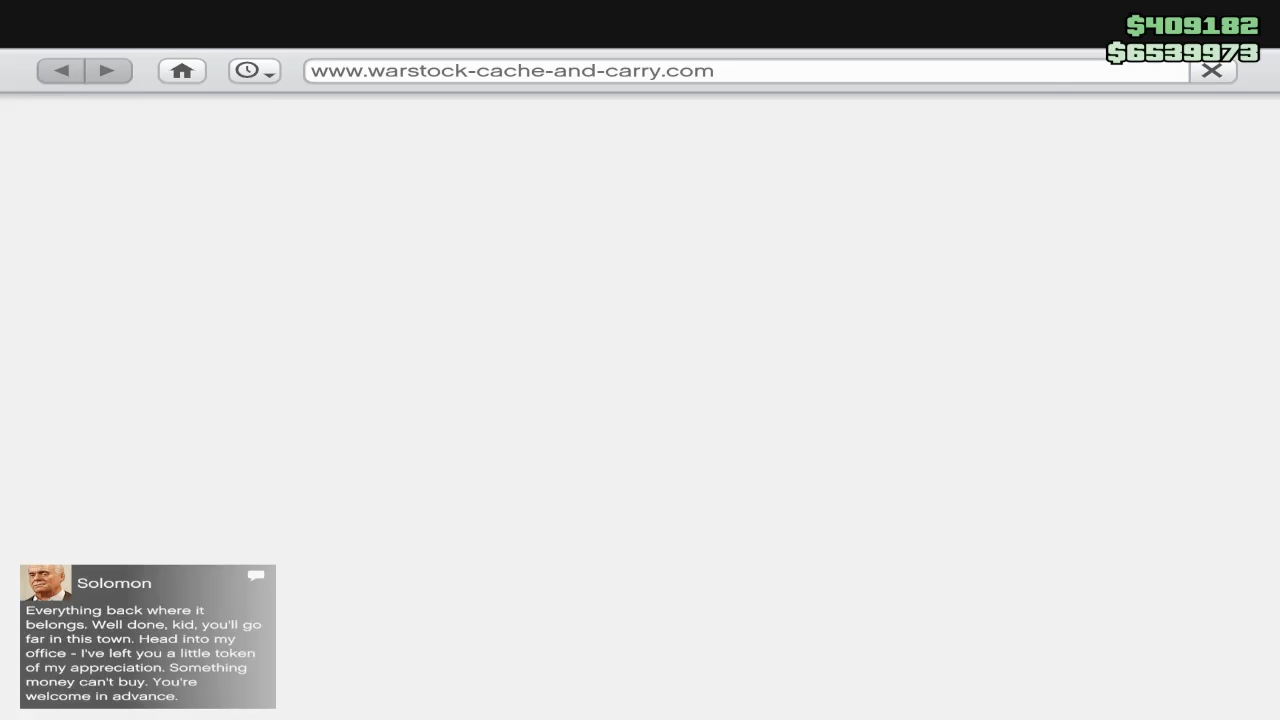 $409182
$6539973
www.warstock-cache-and-carry.com
Solomon
Everything back where it
belongs. Well done, kid, you'll go
far in this town. Head into my
office - I've left you a little token
of my appreciation. Something
money can't buy. You're
welcome in advance.